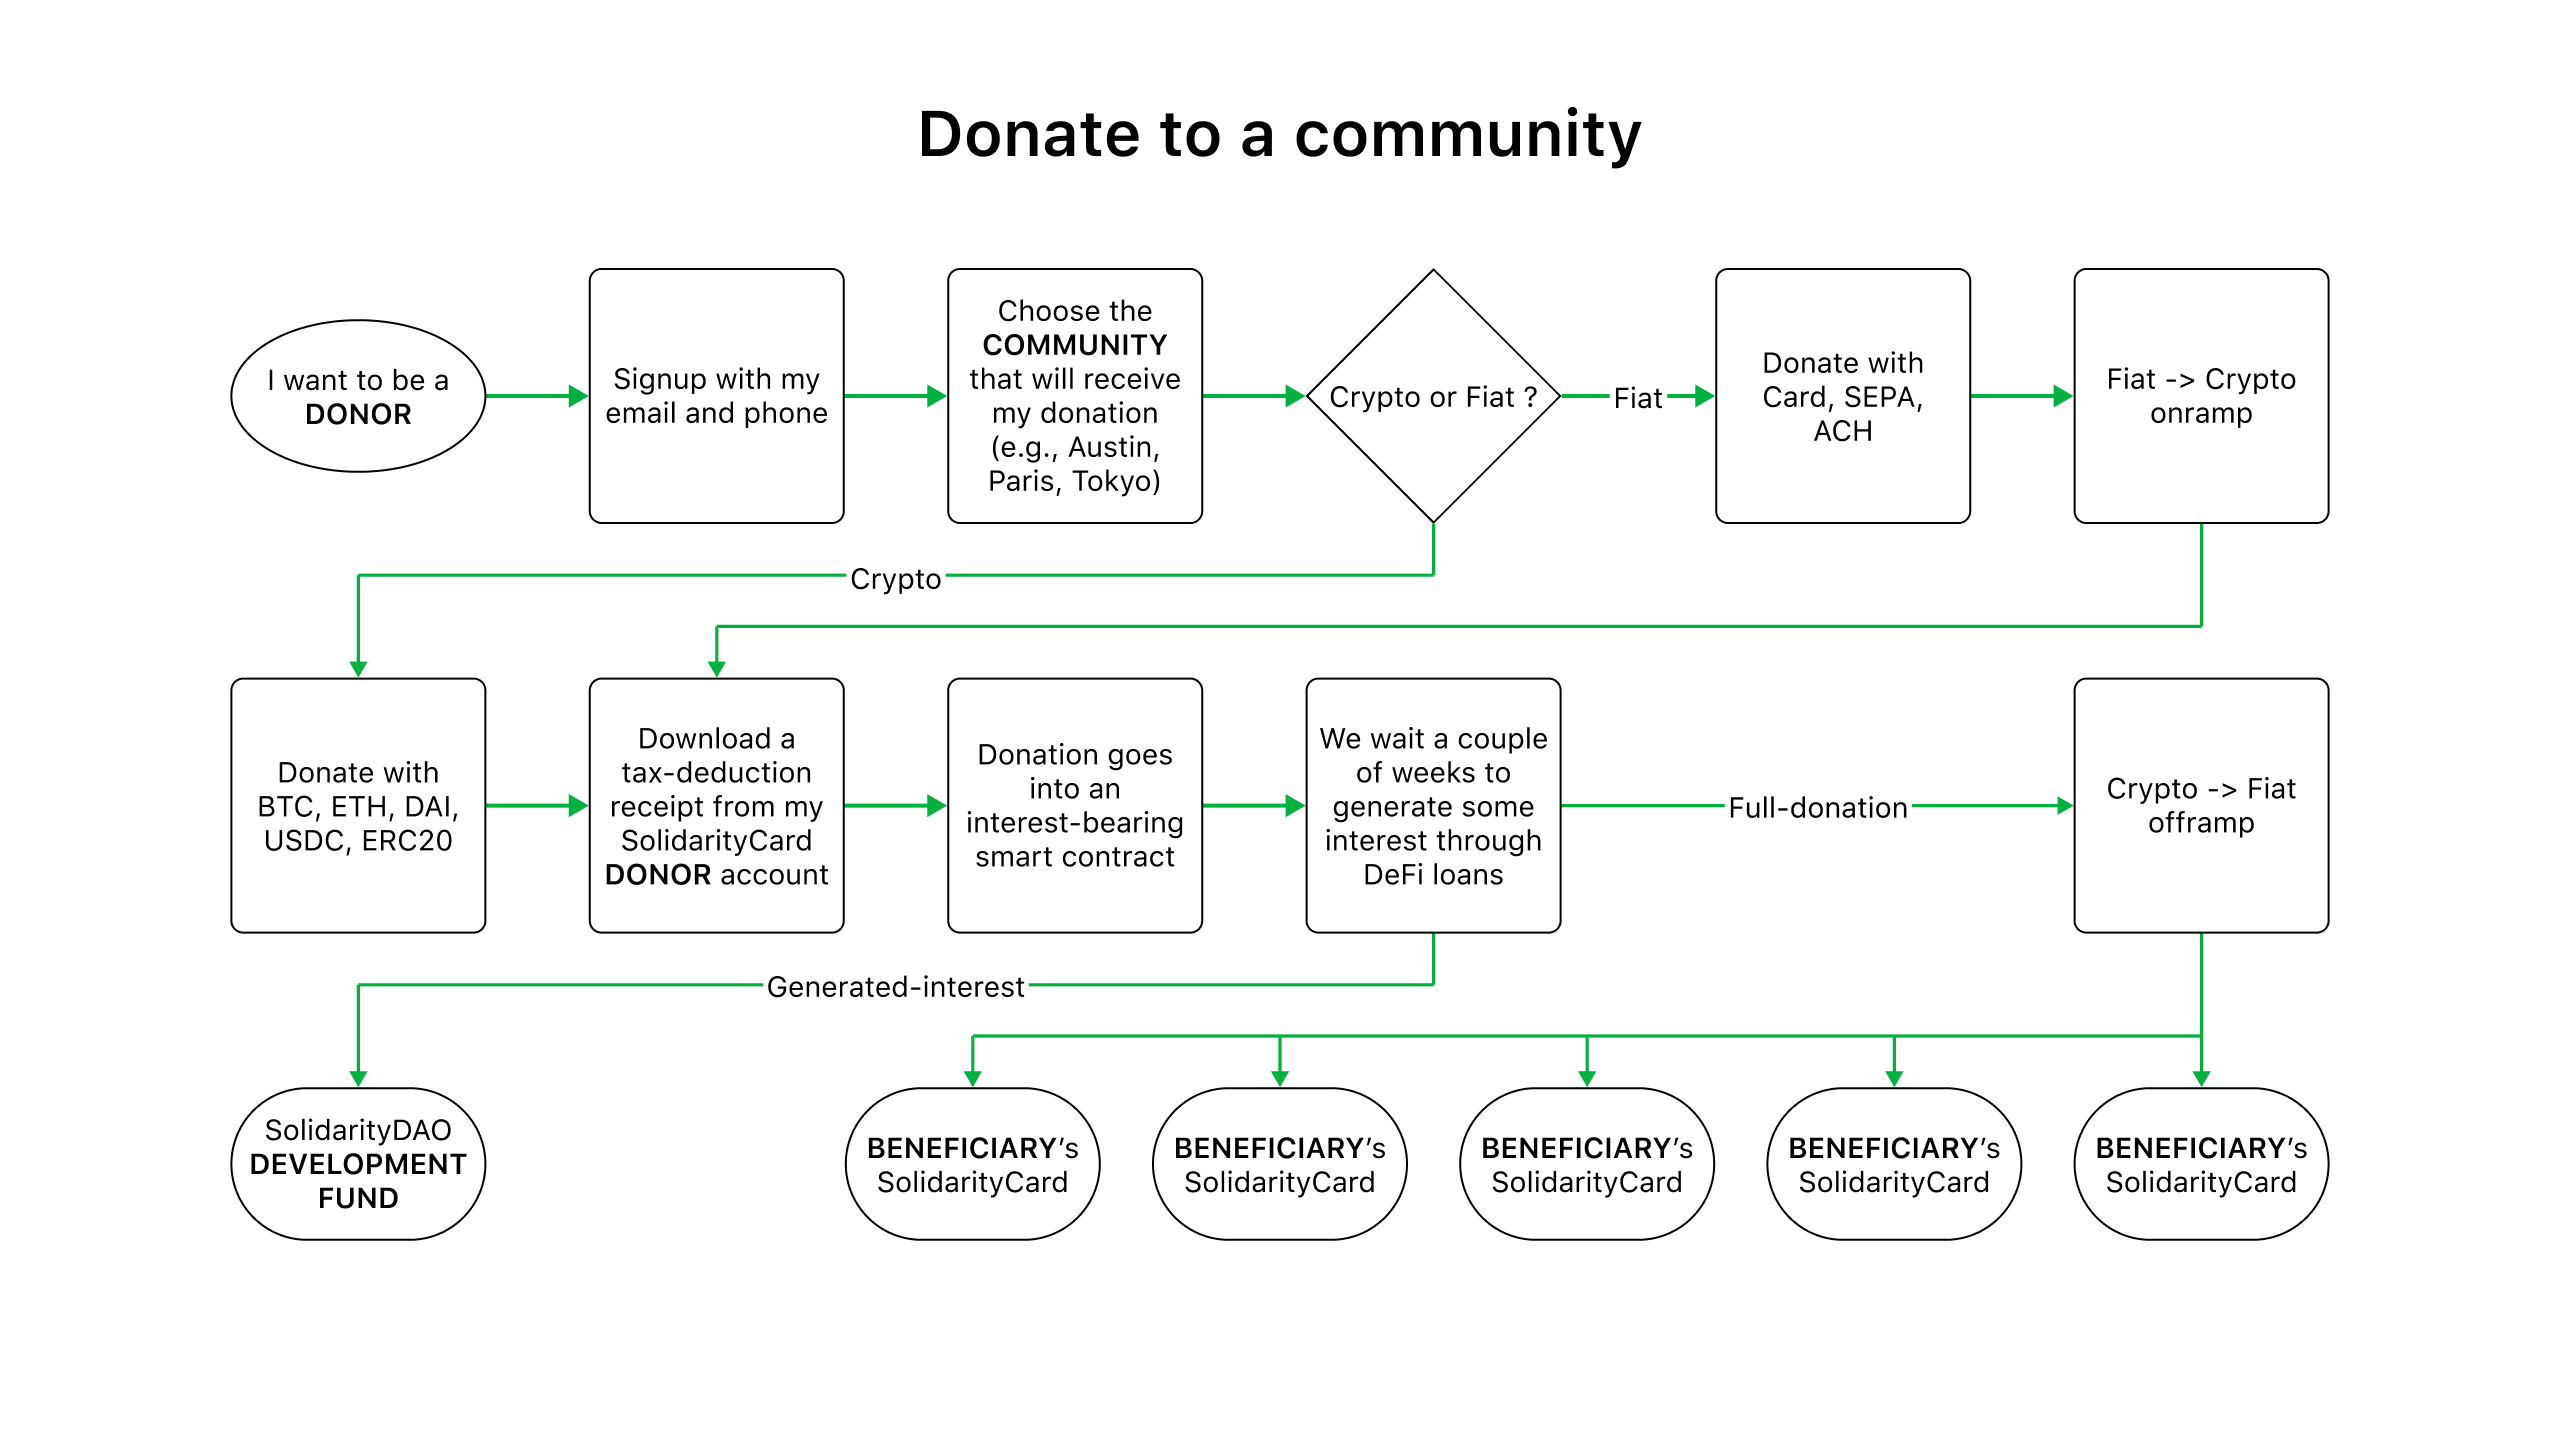 Donate to a community
I want to be a
DONOR
Signup with my
email and phone
Choose the
COMMUNITY
that will receive
my donation
(e.g., Austin,
Paris, Tokyo)
Crypto or Fiat ?
Fiat
Donate with
Card, SEPA,
ACH
Fiat -> Crypto
onramp
Crypto
Donate with
BTC, ETH, DAI,
USDC, ERC20
Download a
tax-deduction
receipt from my
SolidarityCard
DONOR account
Donation goes
into an
interest-bearing
smart contract
We wait a couple
of weeks to
generate some
interest through
DeFi loans
Full-donation
Crypto -> Fiat
offramp
Generated-interest
SolidarityDAO
DEVELOPMENT
FUND
BENEFICIARY’s
SolidarityCard
BENEFICIARY’s
SolidarityCard
BENEFICIARY’s
SolidarityCard
BENEFICIARY’s
SolidarityCard
BENEFICIARY’s
SolidarityCard